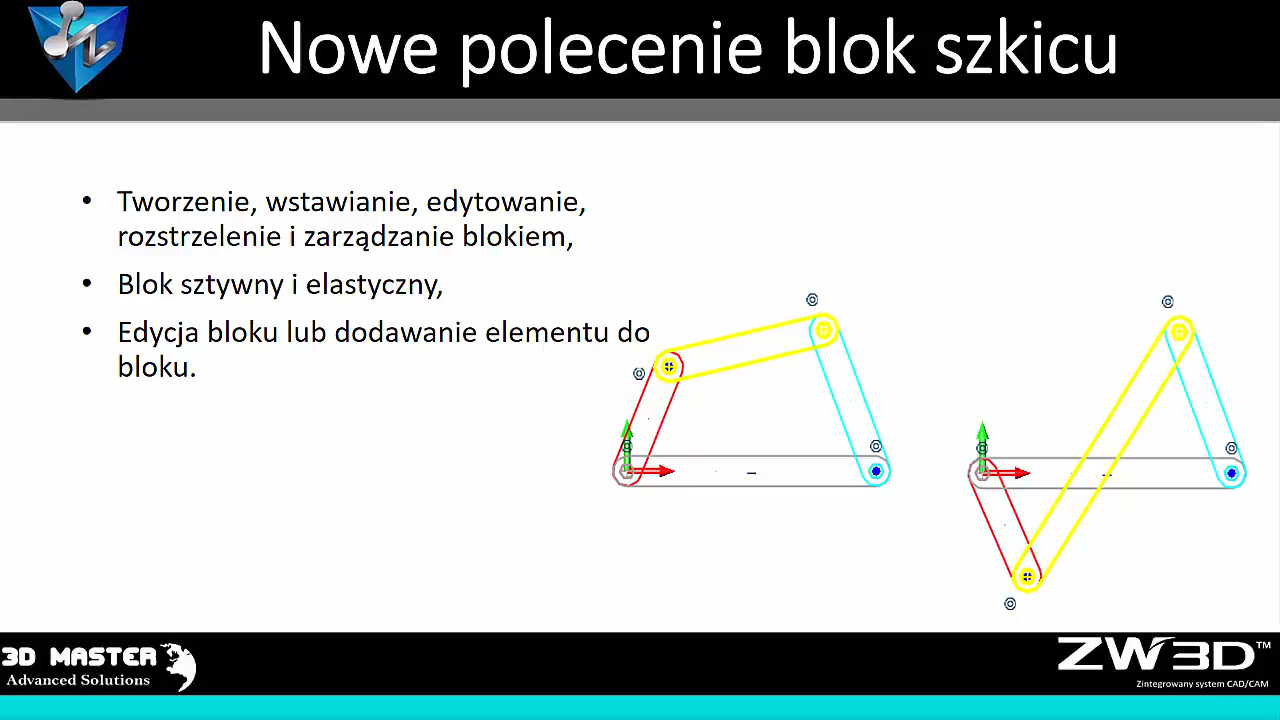 Nowe polecenie blok szkicu
• Tworzenie, wstawianie, edytowanie,
rozstrzelenie i zarządzanie blokiem,
• Blok sztywny i elastyczny,
• Edycja bloku lub dodawanie elementu do
bloku.
3D MASTER
Advanced Solutions
ZW3D™
Zintegrowany system CAD/CAM